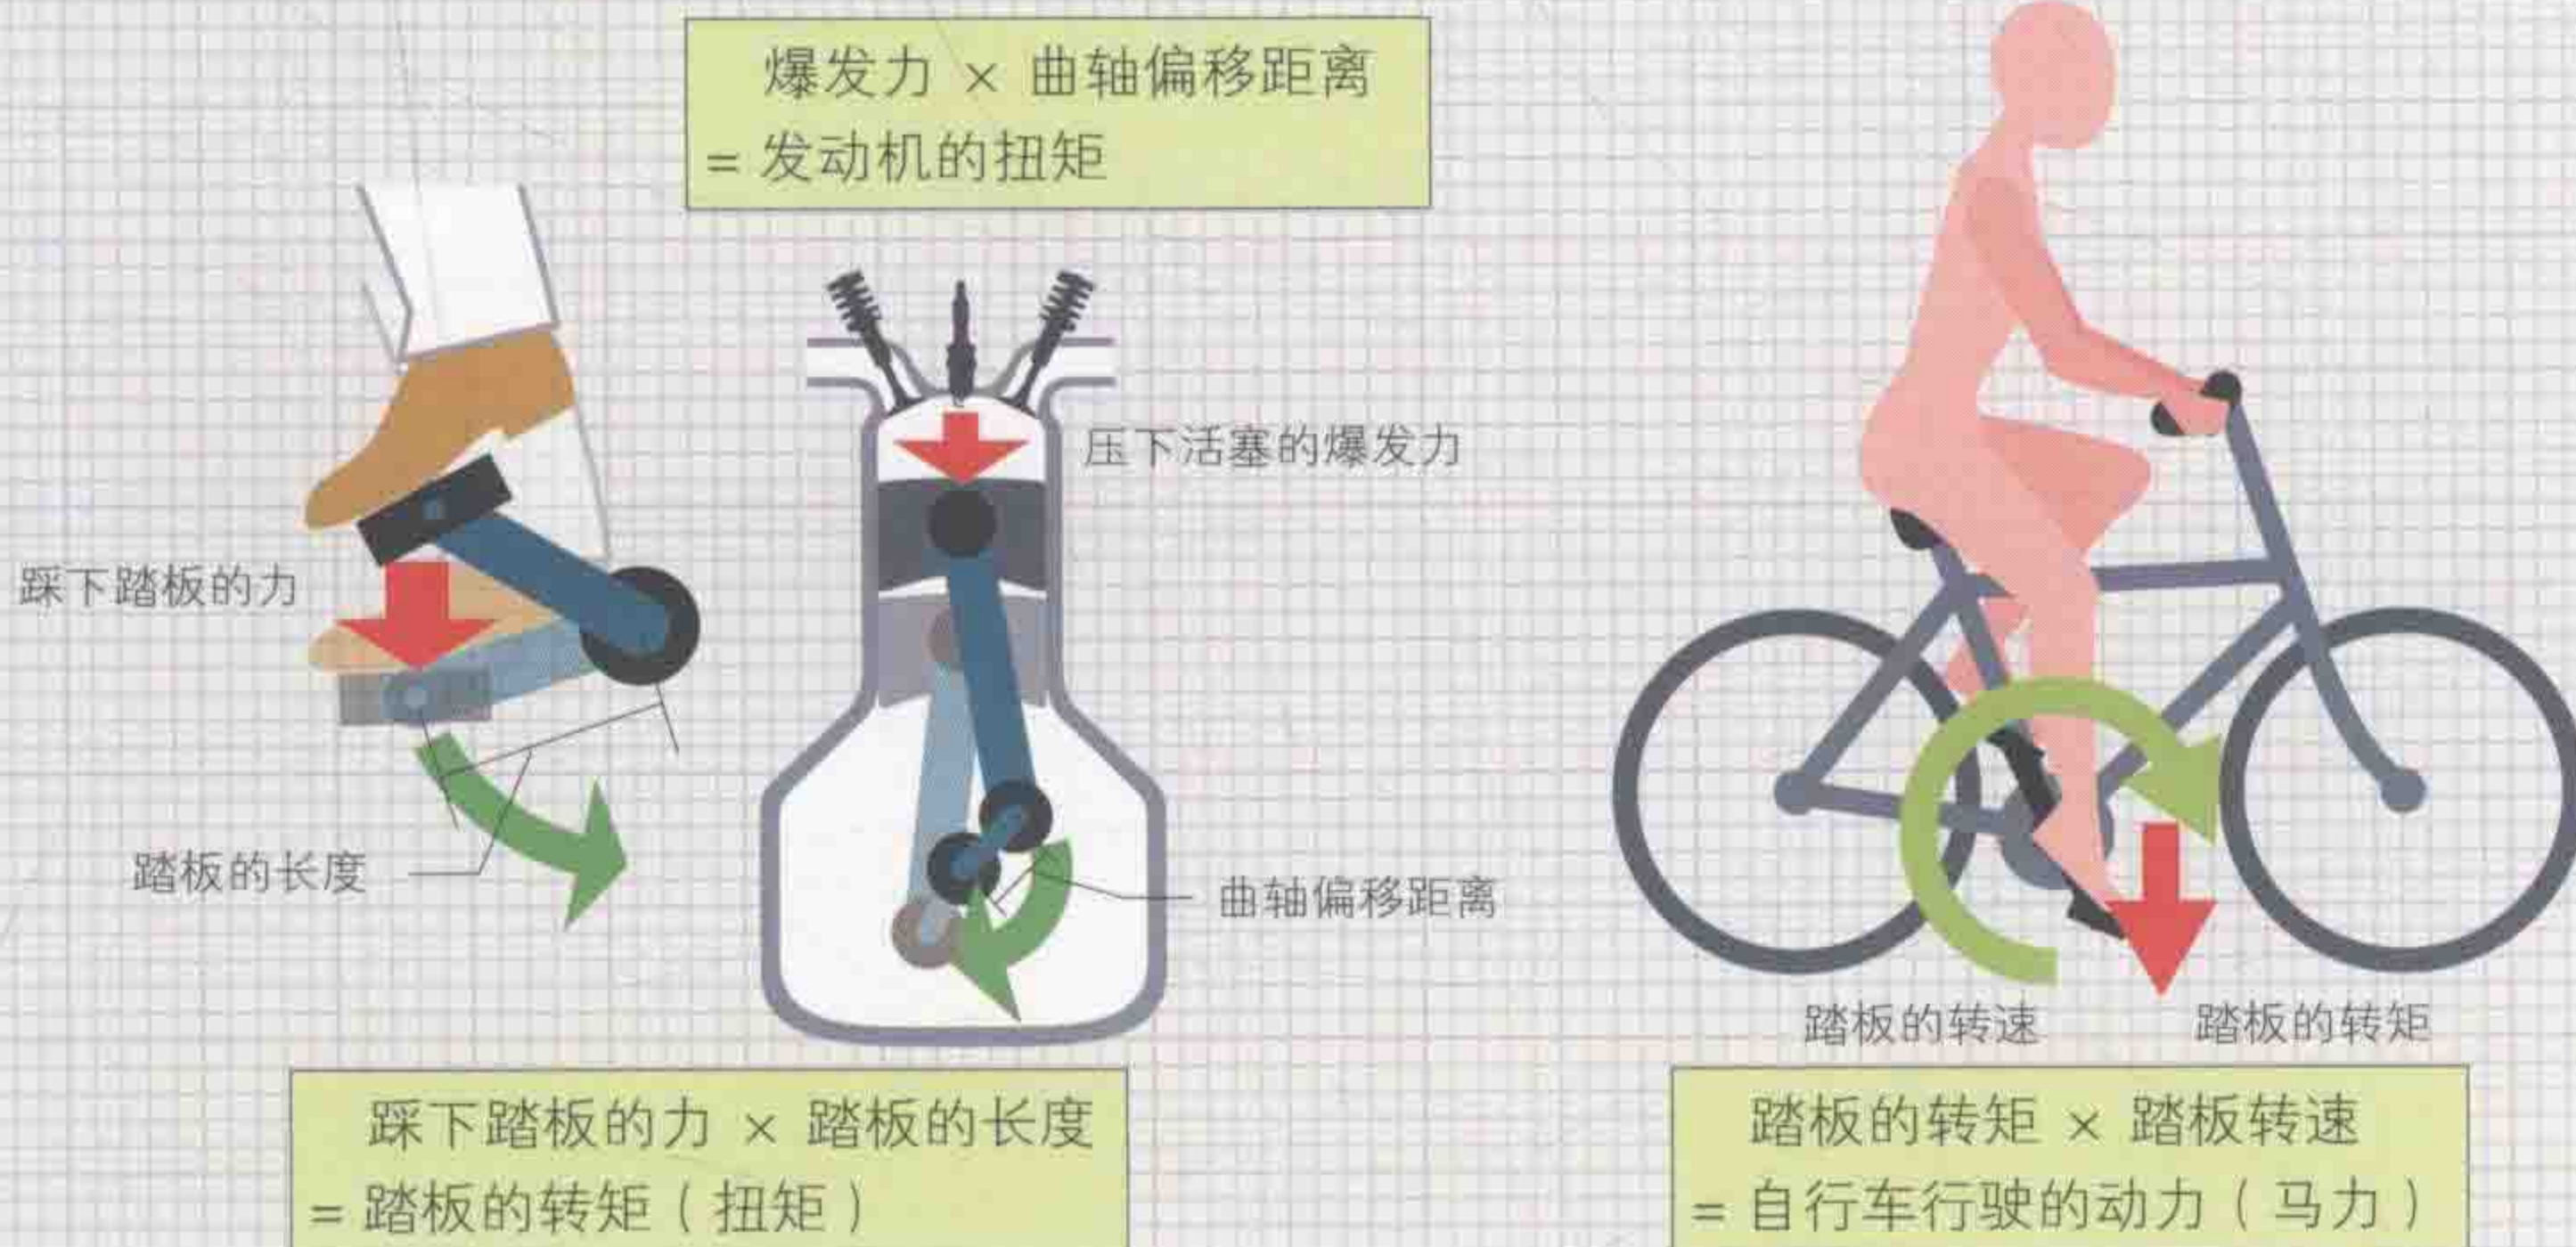 爆发力 × 曲轴偏移距离
= 发动机的扭矩
压下活塞的爆发力
踩下踏板的力
踏板的长度
曲轴偏移距离
踏板的转速
踏板的转矩
踩下踏板的力 × 踏板的长度
= 踏板的转矩（扭矩）
踏板的转矩 × 踏板转速
= 自行车行驶的动力（马力）